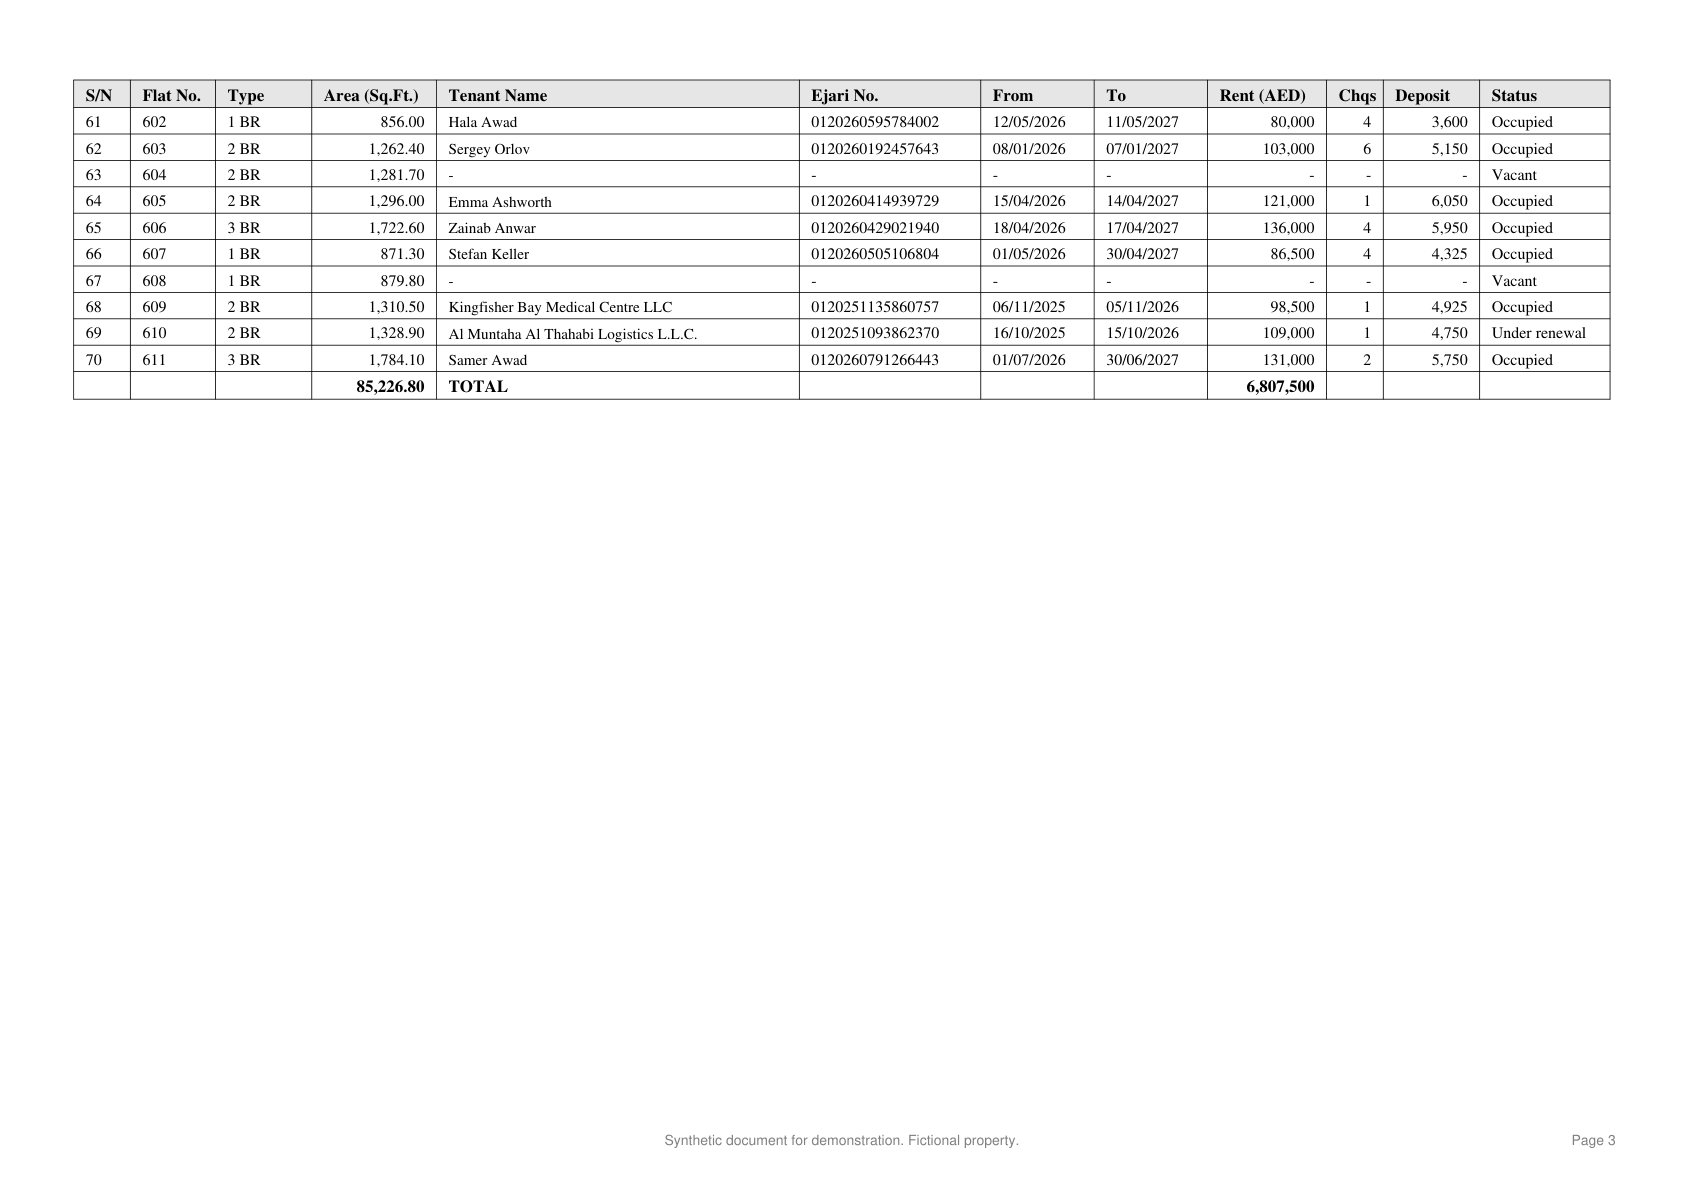 S/N Flat No. Type Area (Sq.Ft.) Tenant Name Ejari No. From To Rent (AED) Chqs Deposit Status
61 602 1 BR 856.00 Hala Awad 0120260595784002 12/05/2026 11/05/2027 80,000 4 3,600 Occupied
62 603 2 BR 1,262.40 Sergey Orlov 0120260192457643 08/01/2026 07/01/2027 103,000 6 5,150 Occupied
63 604 2 BR 1,281.70 - - - - - - - Vacant
64 605 2 BR 1,296.00 Emma Ashworth 0120260414939729 15/04/2026 14/04/2027 121,000 1 6,050 Occupied
65 606 3 BR 1,722.60 Zainab Anwar 0120260429021940 18/04/2026 17/04/2027 136,000 4 5,950 Occupied
66 607 1 BR 871.30 Stefan Keller 0120260505106804 01/05/2026 30/04/2027 86,500 4 4,325 Occupied
67 608 1 BR 879.80 - - - - - - - Vacant
68 609 2 BR 1,310.50 Kingfisher Bay Medical Centre LLC 0120251135860757 06/11/2025 05/11/2026 98,500 1 4,925 Occupied
69 610 2 BR 1,328.90 Al Muntaha Al Thahabi Logistics L.L.C. 0120251093862370 16/10/2025 15/10/2026 109,000 1 4,750 Under renewal
70 611 3 BR 1,784.10 Samer Awad 0120260791266443 01/07/2026 30/06/2027 131,000 2 5,750 Occupied
85,226.80 TOTAL 6,807,500
Synthetic document for demonstration. Fictional property. Page 3